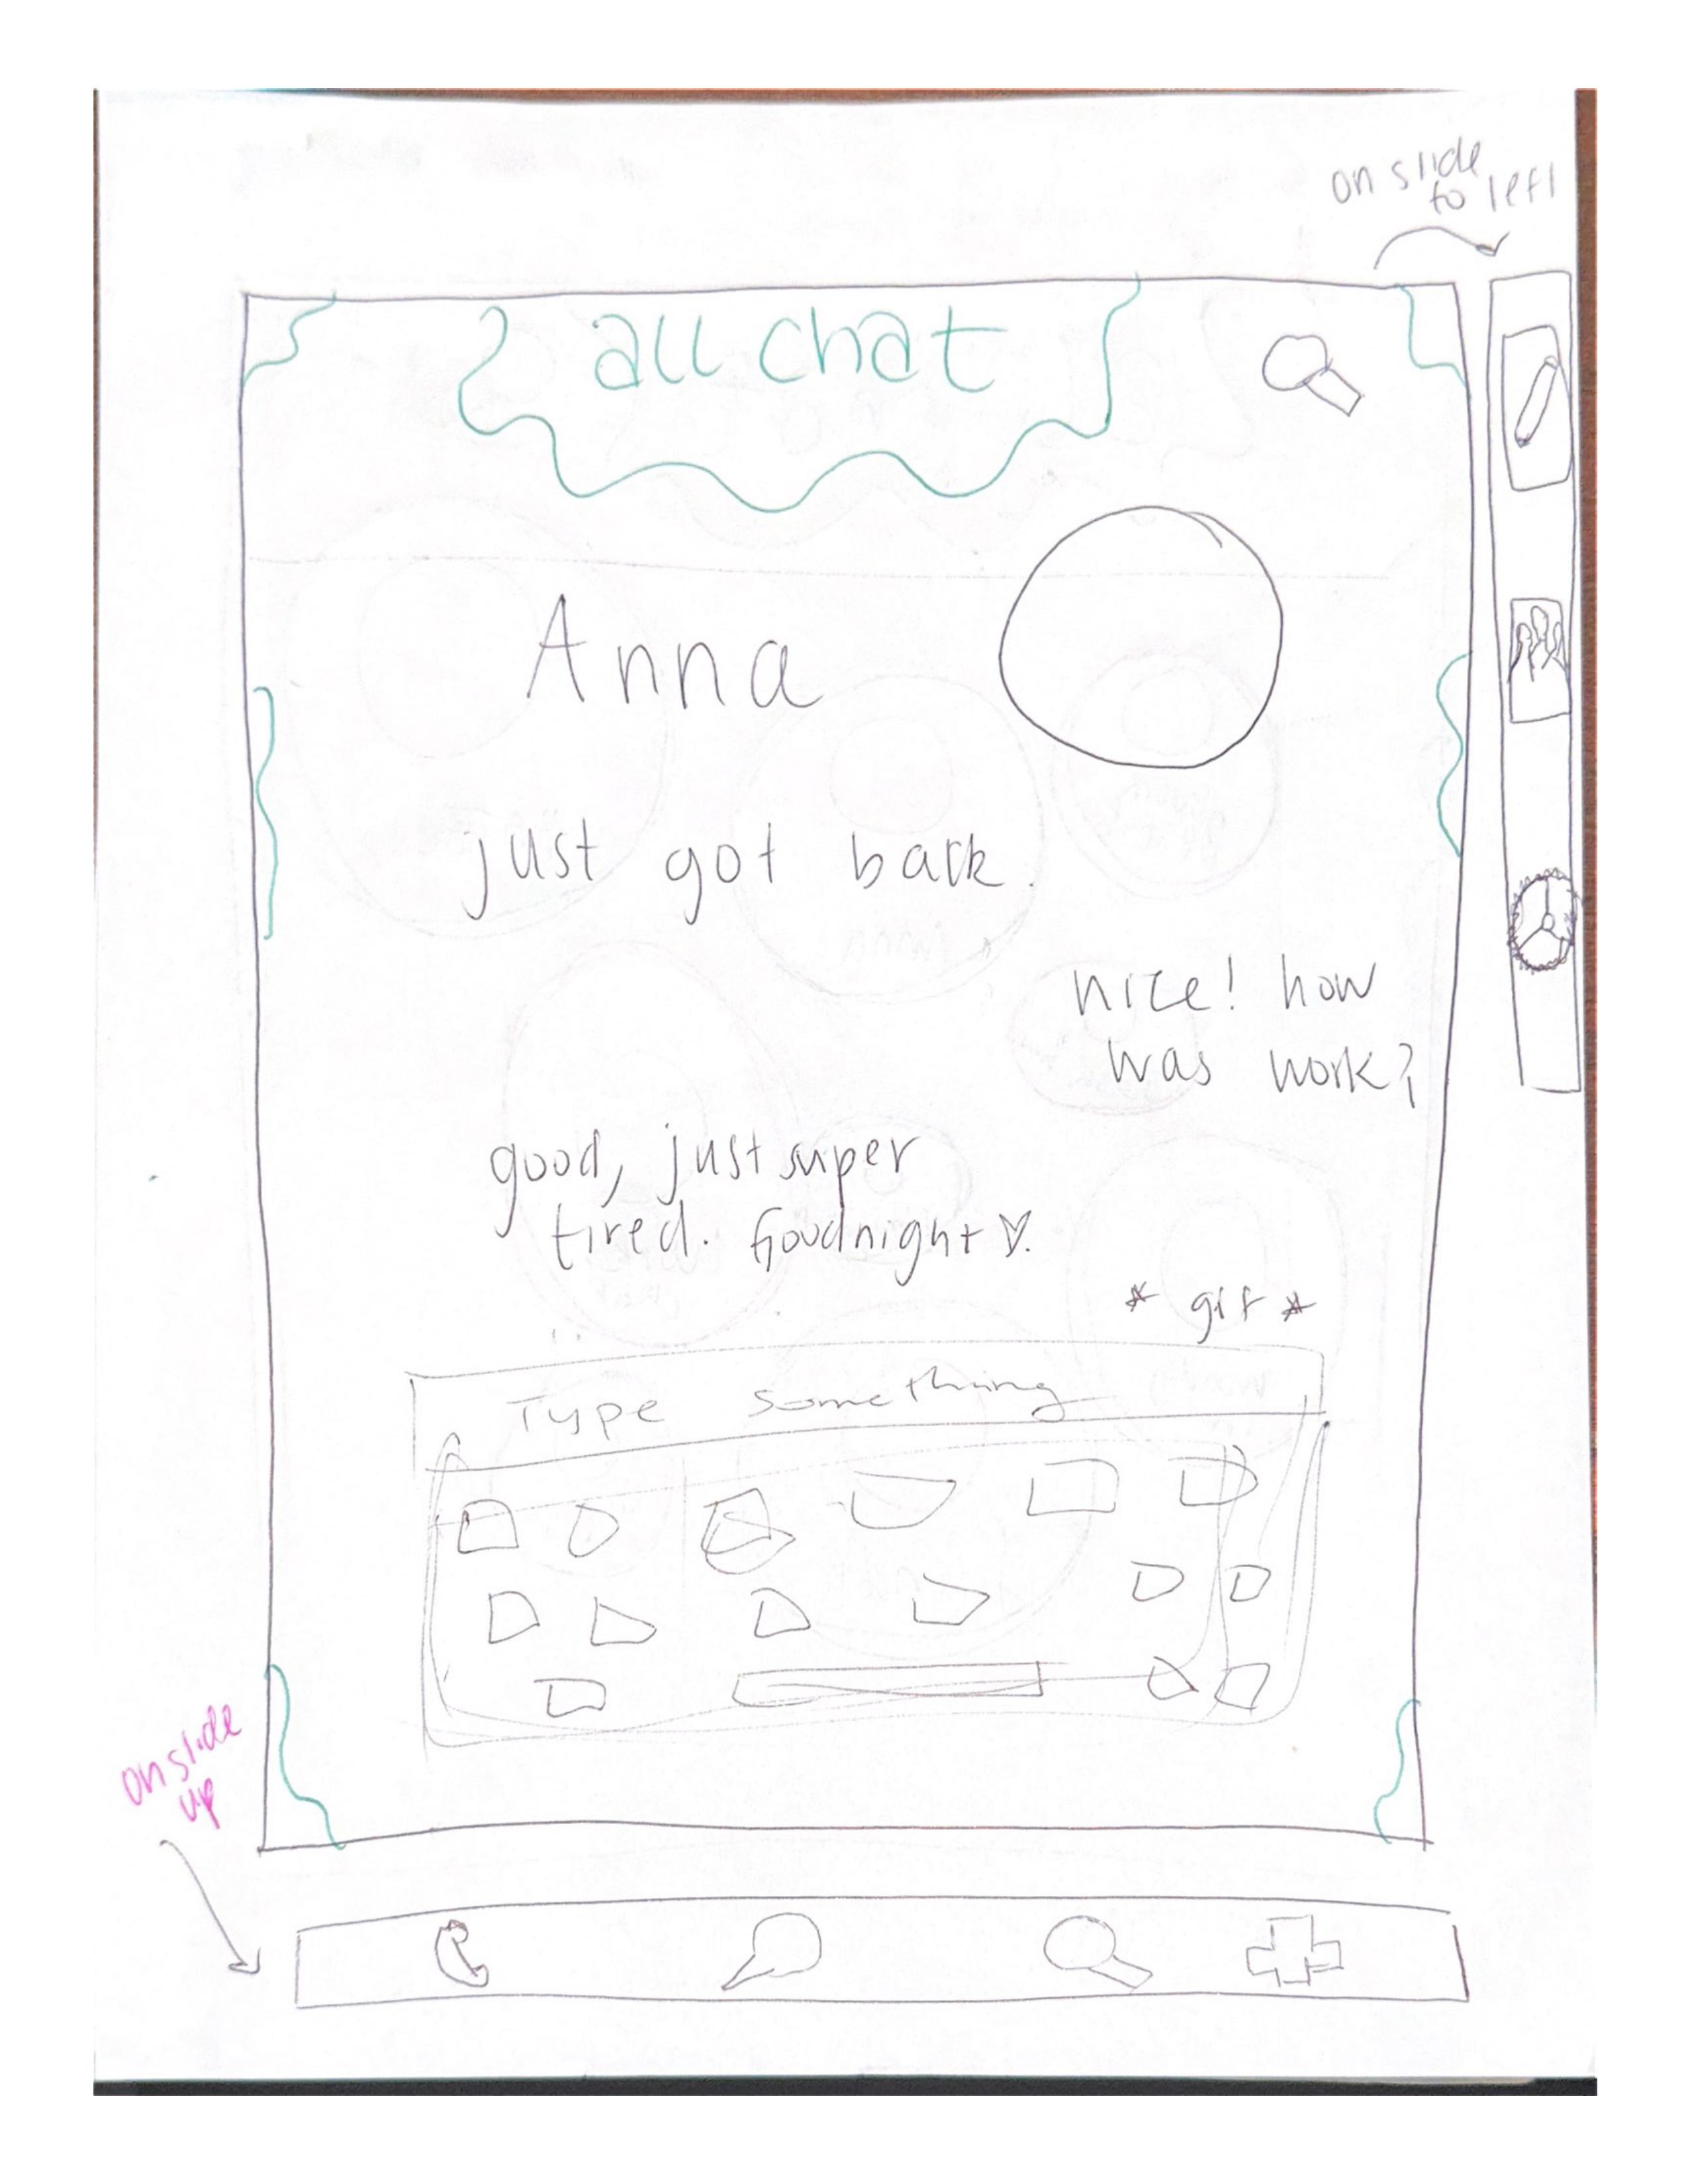 on slide
to left
all chat
Anna
just got back.
nice! how
was work?
good, just super
tired. Goodnight ♡.
* gif *
Type Something
on slide
up